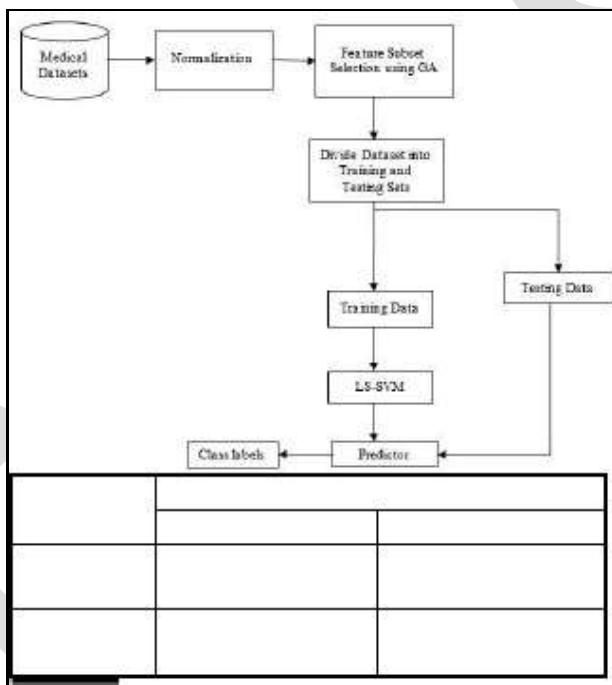 Medical
Datasets
Normalization
Feature Subset
Selection using GA
Divide Dataset into
Training and
Testing Sets
Testing Data
Training Data
LS-SVM
Class labels
Predictor